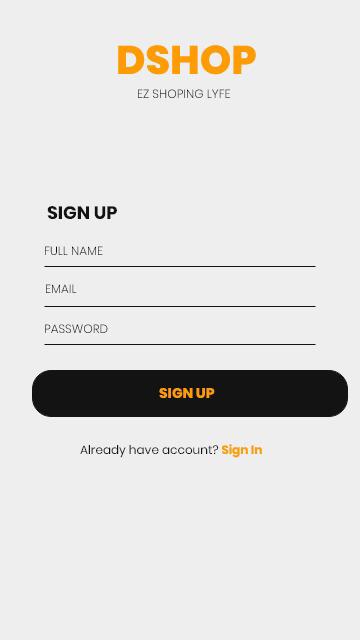 DSHOP
EZ SHOPING LYFE
SIGN UP
FULL NAME
EMAIL
PASSWORD
SIGN UP
Already have account? Sign In